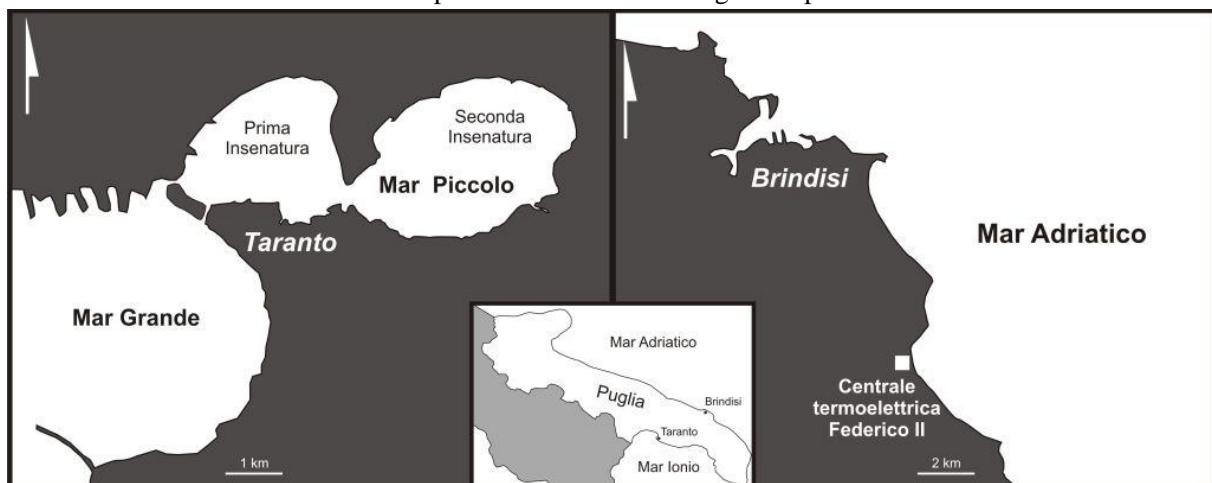 Prima
Insenatura
Seconda
Insenatura
Mar Piccolo
Taranto
Mar Grande
1 km
Brindisi
Mar Adriatico
Centrale
termoelettrica
Federico II
2 km
Mar Adriatico
Puglia
Brindisi
Taranto
Mar Ionio